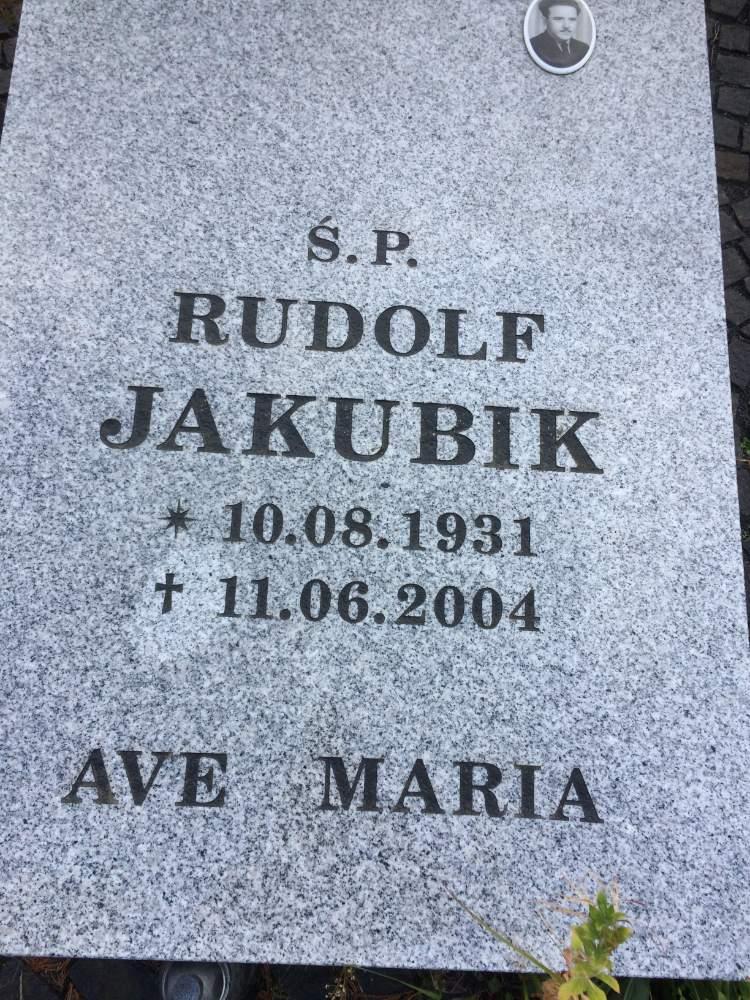 Ś.P.
RUDOLF
JAKUBIK
* 10.08.1931
† 11.06.2004
AVE MARIA